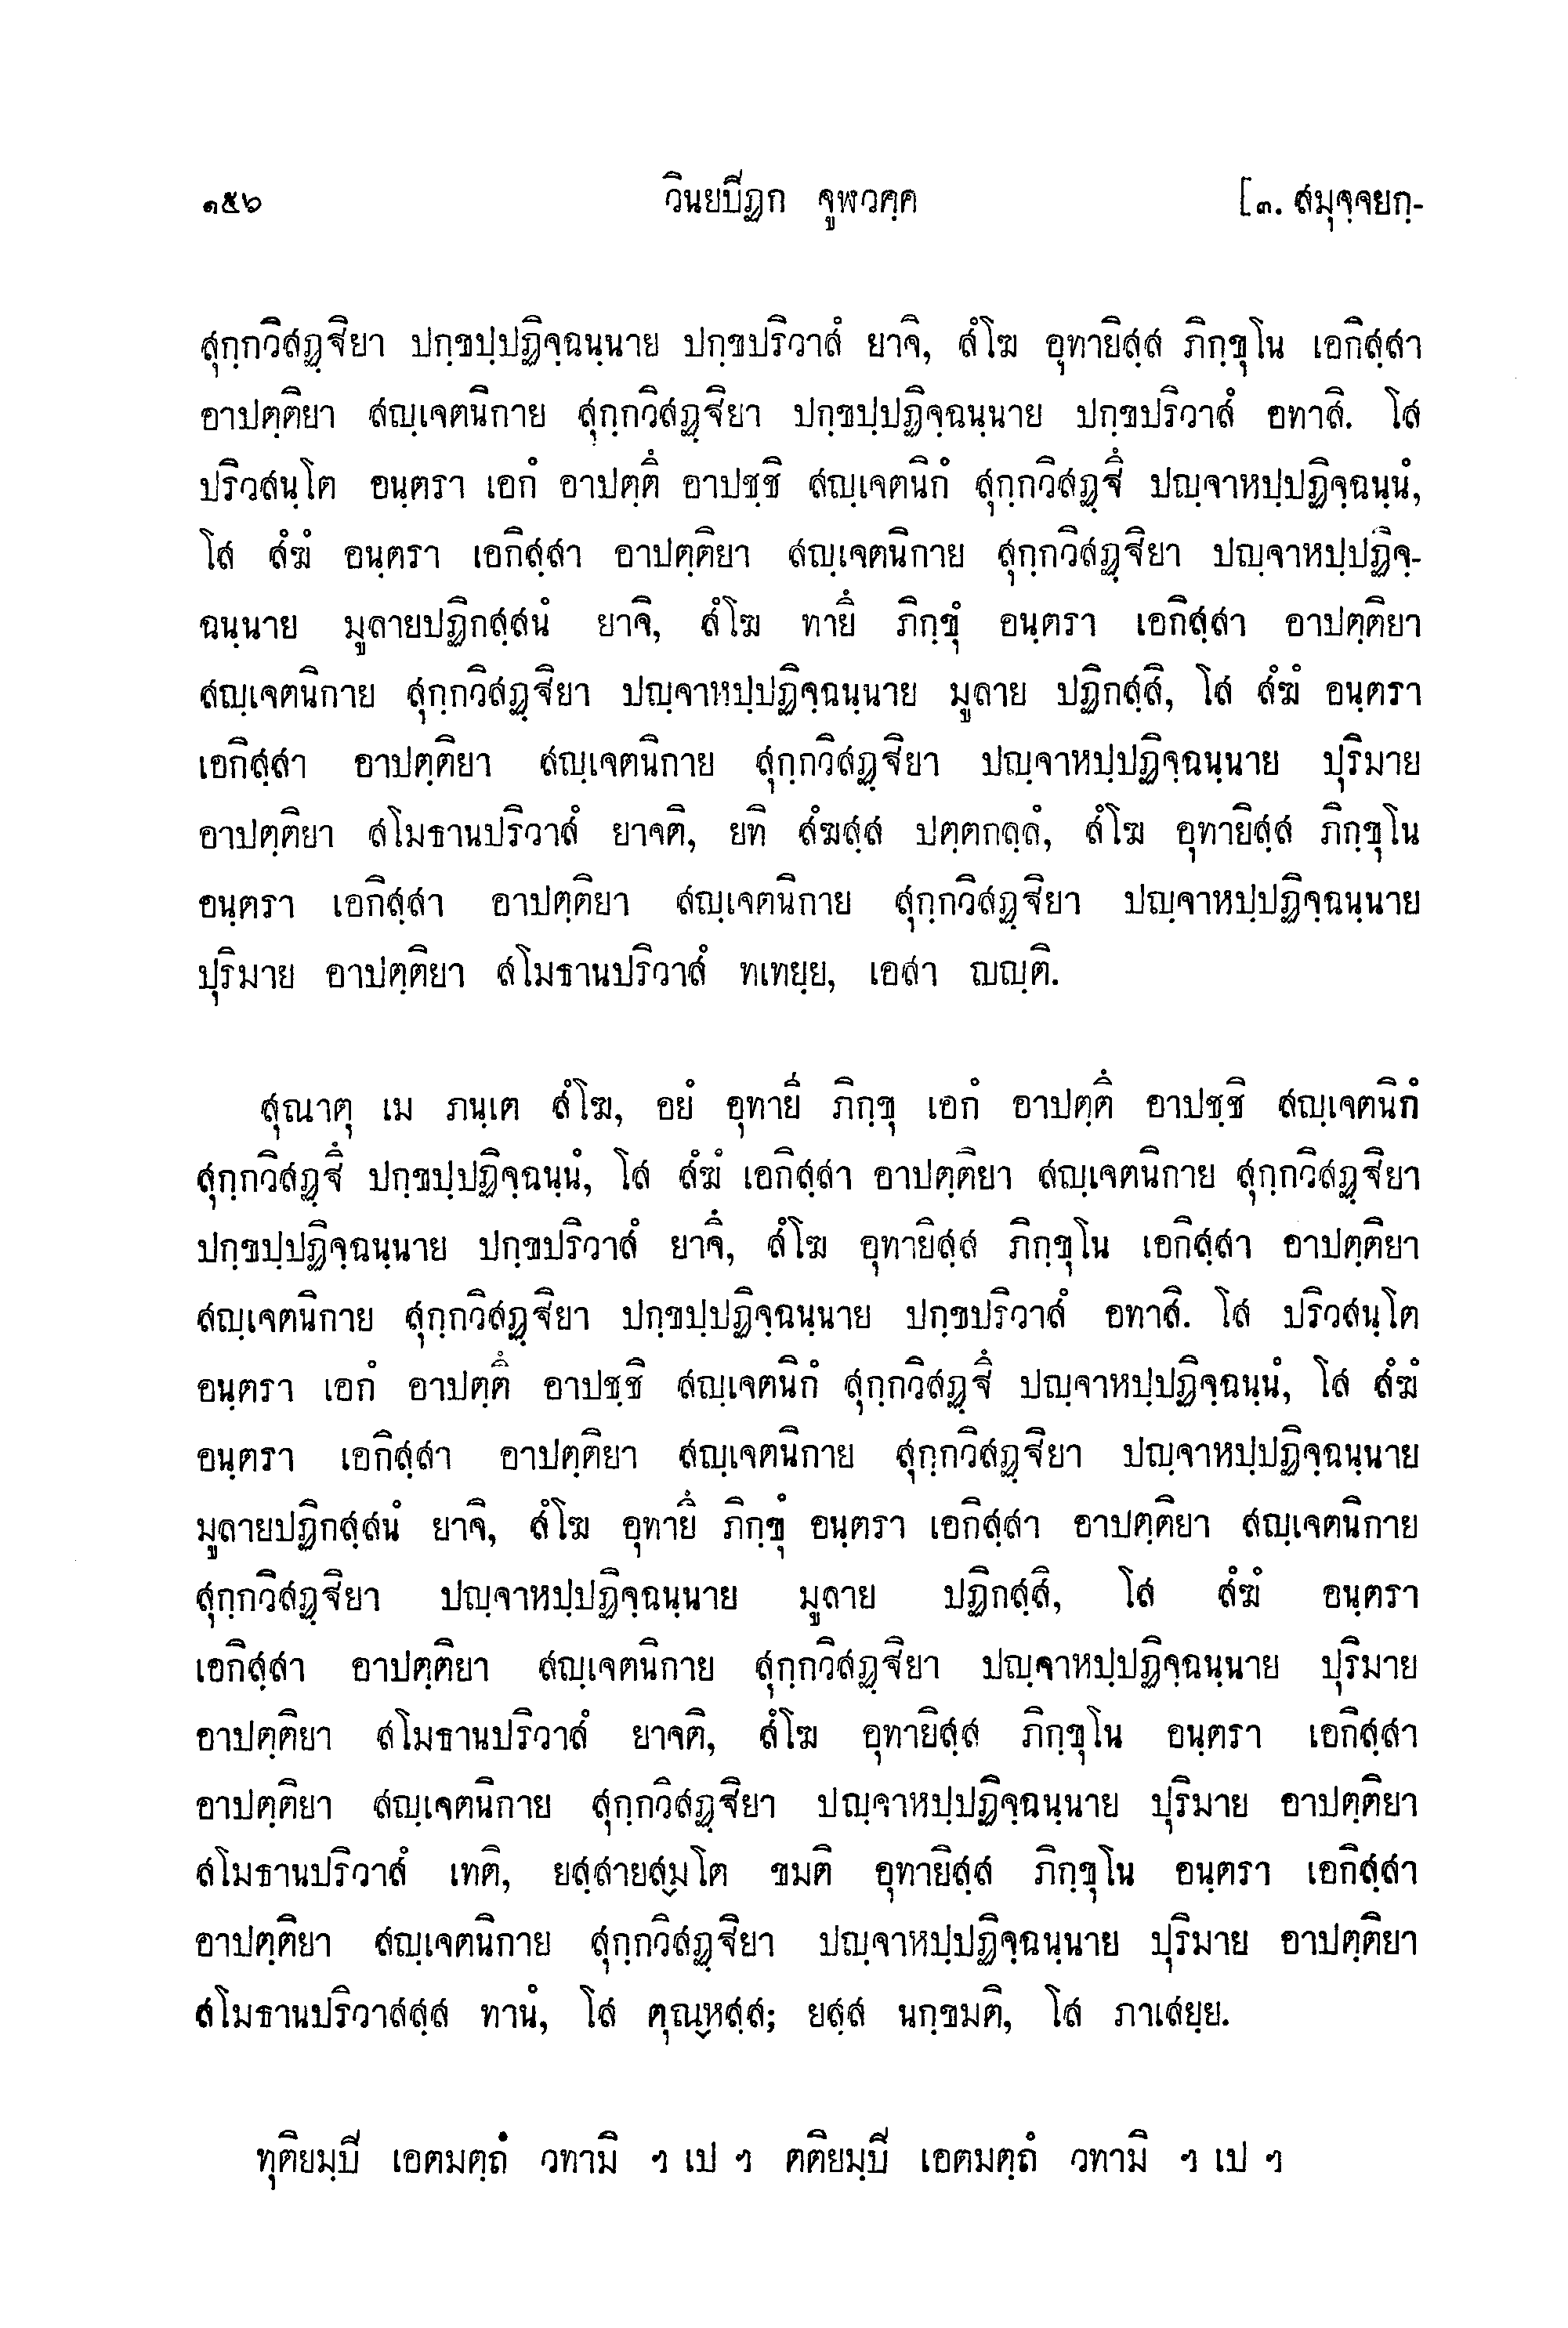 ๑๕๖ วินยปีฏก จูฬวคฺค [๓. สมุจฺจยกฺ-
สุกฺกวิสฏฺฐิยา ปกฺขปฺปฏิจฺฉนฺนาย ปกฺขปริวาสํ ยาจิ, สํโฆ อุทายิสฺส ภิกฺขุโน เอกิสฺสา
อาปตฺติยา สญฺเจตนิกาย สุกฺกวิสฏฺฐิยา ปกฺขปฺปฏิจฺฉนฺนาย ปกฺขปริวาสํ อทาสิ. โส
ปริวสนฺโต อนฺตรา เอกํ อาปตฺตึ อาปชฺชิ สญฺเจตนิกํ สุกฺกวิสฏฺฐึ ปญฺจาหปฺปฏิจฺฉนฺนํ,
โส สํฆํ อนฺตรา เอกิสฺสา อาปตฺติยา สญฺเจตนิกาย สุกฺกวิสฏฺฐิยา ปญฺจาหปฺปฏิจฺ-
ฉนฺนาย มูลายปฏิกสฺสนํ ยาจิ, สํโฆ ทายึ ภิกฺขุํ อนฺตรา เอกิสฺสา อาปตฺติยา
สญฺเจตนิกาย สุกฺกวิสฏฺฐิยา ปญฺจาหปฺปฏิจฺฉนฺนาย มูลาย ปฏิกสฺสิ, โส สํฆํ อนฺตรา
เอกิสฺสา อาปตฺติยา สญฺเจตนิกาย สุกฺกวิสฏฺฐิยา ปญฺจาหปฺปฏิจฺฉนฺนาย ปุริมาย
อาปตฺติยา สโมธานปริวาสํ ยาจติ, ยทิ สํฆสฺส ปตฺตกลฺลํ, สํโฆ อุทายิสฺส ภิกฺขุโน
อนฺตรา เอกิสฺสา อาปตฺติยา สญฺเจตนิกาย สุกฺกวิสฏฺฐิยา ปญฺจาหปฺปฏิจฺฉนฺนาย
ปุริมาย อาปตฺติยา สโมธานปริวาสํ ทเทยฺย, เอสา ญญฺติ.
สุณาตุ เม ภนฺเต สํโฆ, อยํ อุทายี ภิกฺขุ เอกํ อาปตฺตึ อาปชฺชิ สญฺเจตนิกํ
สุกฺกวิสฏฺฐึ ปกฺขปฺปฏิจฺฉนฺนํ, โส สํฆํ เอกิสฺสา อาปตฺติยา สญฺเจตนิกาย สุกฺกวิสฏฺฐิยา
ปกฺขปฺปฏิจฺฉนฺนาย ปกฺขปริวาสํ ยาจึ, สํโฆ อุทายิสฺส ภิกฺขุโน เอกิสฺสา อาปตฺติยา
สญฺเจตนิกาย สุกฺกวิสฏฺฐิยา ปกฺขปฺปฏิจฺฉนฺนาย ปกฺขปริวาสํ อทาสิ. โส ปริวสนฺโต
อนฺตรา เอกํ อาปตฺตึ อาปชฺชิ สญฺเจตนิกํ สุกฺกวิสฏฺฐึ ปญฺจาหปฺปฏิจฺฉนฺนํ, โส สํฆํ
อนฺตรา เอกิสฺสา อาปตฺติยา สญฺเจตนิกาย สุกฺกวิสฏฺฐิยา ปญฺจาหปฺปฏิจฺฉนฺนาย
มูลายปฏิกสฺสนํ ยาจิ, สํโฆ อุทายึ ภิกฺขุํ อนฺตรา เอกิสฺสา อาปตฺติยา สญฺเจตนิกาย
สุกฺกวิสฏฺฐิยา ปญฺจาหปฺปฏิจฺฉนฺนาย มูลาย ปฏิกสฺสิ, โส สํฆํ อนฺตรา
เอกิสฺสา อาปตฺติยา สญฺเจตนิกาย สุกฺกวิสฏฺฐิยา ปญฺจาหปฺปฏิจฺฉนฺนาย ปุริมาย
อาปตฺติยา สโมธานปริวาสํ ยาจติ, สํโฆ อุทายิสฺส ภิกฺขุโน อนฺตรา เอกิสฺสา
อาปตฺติยา สญฺเจตนิกาย สุกฺกวิสฏฺฐิยา ปญฺจาหปฺปฏิจฺฉนฺนาย ปุริมาย อาปตฺติยา
สโมธานปริวาสํ เทติ, ยสฺสายสฺมโต ขมติ อุทายิสฺส ภิกฺขุโน อนฺตรา เอกิสฺสา
อาปตฺติยา สญฺเจตนิกาย สุกฺกวิสฏฺฐิยา ปญฺจาหปฺปฏิจฺฉนฺนาย ปุริมาย อาปตฺติยา
สโมธานปริวาสสฺส ทานํ, โส ตุณฺหสฺส; ยสฺส นกฺขมติ, โส ภาเสยฺย.
ทุติยมฺปี เอตมตฺถํ วทามิ ฯ เป ฯ ตติยมฺปี เอตมตฺถํ วทามิ ฯ เป ฯ